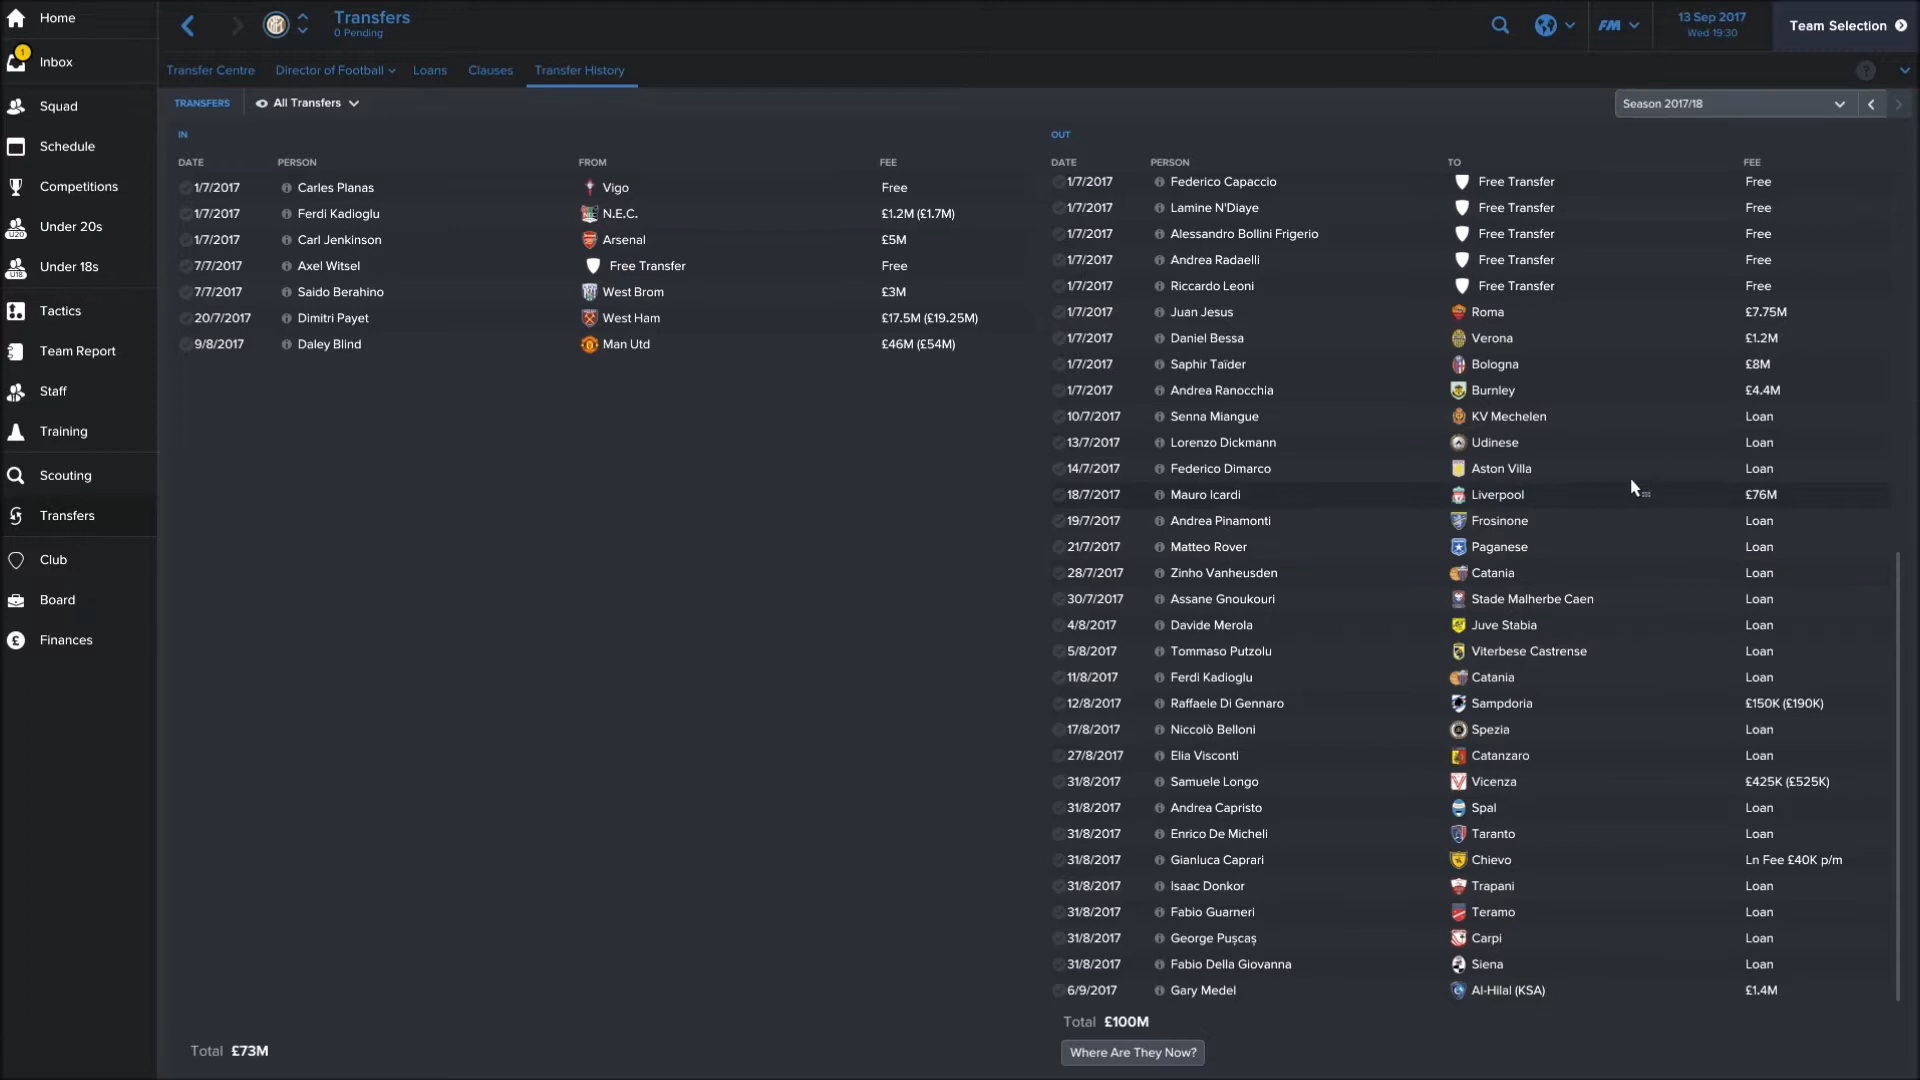 Home
1
Inbox
Squad
Schedule
Competitions
U20
Under 20s
U18
Under 18s
Tactics
Team Report
Staff
Training
Scouting
Transfers
Club
Board
Finances
Transfers
0 Pending
FM
13 Sep 2017
Wed 19:30
Team Selection
Transfer Centre Director of Football Loans Clauses Transfer History
?
TRANSFERS All Transfers
Season 2017/18
IN
DATE PERSON FROM FEE
1/7/2017 Carles Planas Vigo Free
1/7/2017 Ferdi Kadioglu N.E.C. £1.2M (£1.7M)
1/7/2017 Carl Jenkinson Arsenal £5M
7/7/2017 Axel Witsel Free Transfer Free
7/7/2017 Saido Berahino West Brom £3M
20/7/2017 Dimitri Payet West Ham £17.5M (£19.25M)
9/8/2017 Daley Blind Man Utd £46M (£54M)
Total £73M
OUT
DATE PERSON TO FEE
1/7/2017 Federico Capaccio Free Transfer Free
1/7/2017 Lamine N'Diaye Free Transfer Free
1/7/2017 Alessandro Bollini Frigerio Free Transfer Free
1/7/2017 Andrea Radaelli Free Transfer Free
1/7/2017 Riccardo Leoni Free Transfer Free
1/7/2017 Juan Jesus Roma £7.75M
1/7/2017 Daniel Bessa Verona £1.2M
1/7/2017 Saphir Taïder Bologna £8M
1/7/2017 Andrea Ranocchia Burnley £4.4M
10/7/2017 Senna Miangue KV Mechelen Loan
13/7/2017 Lorenzo Dickmann Udinese Loan
14/7/2017 Federico Dimarco Aston Villa Loan
18/7/2017 Mauro Icardi Liverpool £76M
19/7/2017 Andrea Pinamonti Frosinone Loan
21/7/2017 Matteo Rover Paganese Loan
28/7/2017 Zinho Vanheusden Catania Loan
30/7/2017 Assane Gnoukouri Stade Malherbe Caen Loan
4/8/2017 Davide Merola Juve Stabia Loan
5/8/2017 Tommaso Putzolu Viterbese Castrense Loan
11/8/2017 Ferdi Kadioglu Catania Loan
12/8/2017 Raffaele Di Gennaro Sampdoria £150K (£190K)
17/8/2017 Niccolò Belloni Spezia Loan
27/8/2017 Elia Visconti Catanzaro Loan
31/8/2017 Samuele Longo Vicenza £425K (£525K)
31/8/2017 Andrea Capristo Spal Loan
31/8/2017 Enrico De Micheli Taranto Loan
31/8/2017 Gianluca Caprari Chievo Ln Fee £40K p/m
31/8/2017 Isaac Donkor Trapani Loan
31/8/2017 Fabio Guarneri Teramo Loan
31/8/2017 George Pușcaș Carpi Loan
31/8/2017 Fabio Della Giovanna Siena Loan
6/9/2017 Gary Medel Al-Hilal (KSA) £1.4M
Total £100M
Where Are They Now?